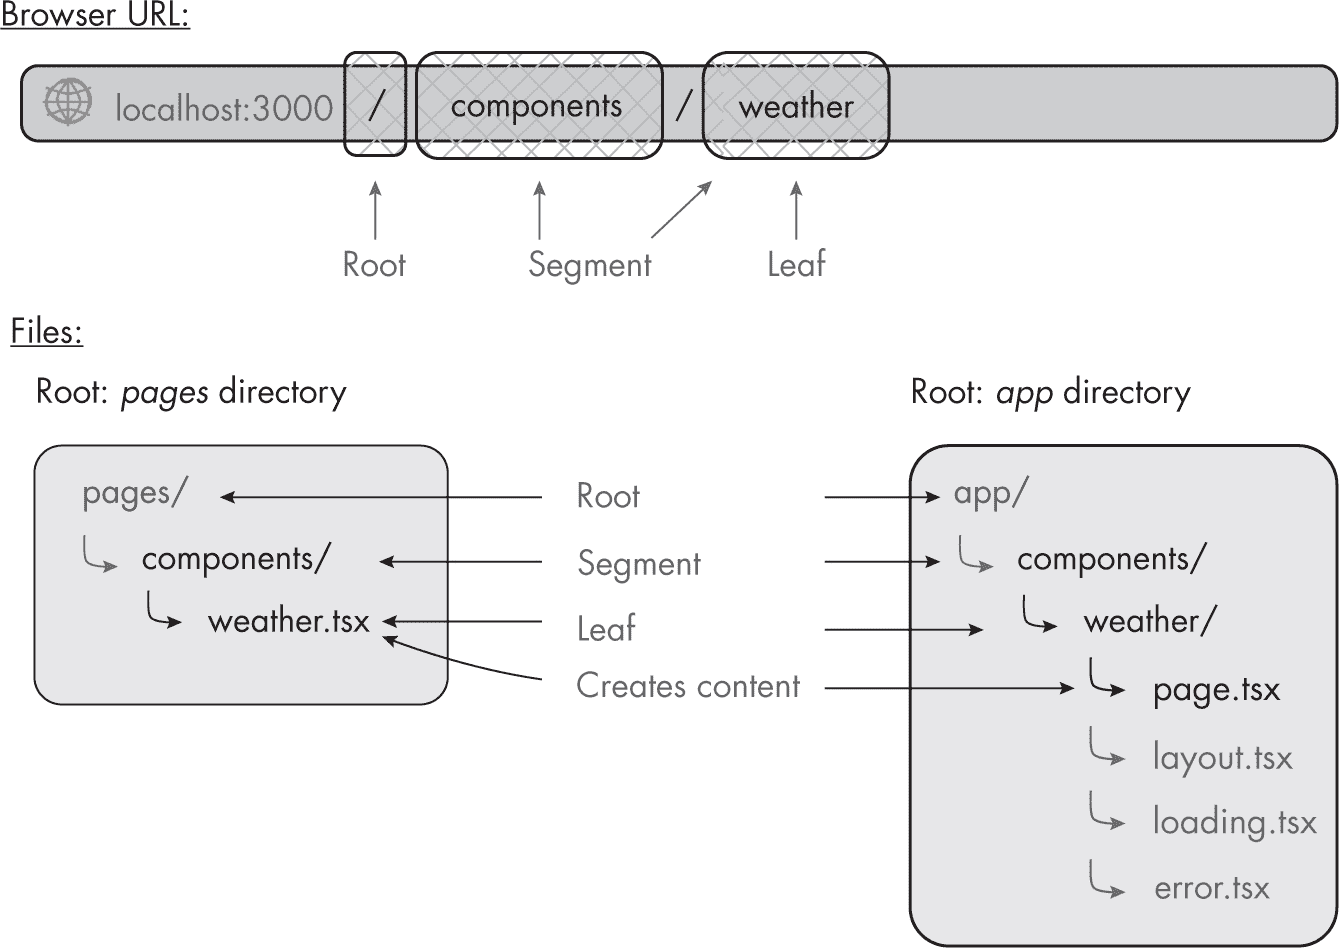 Browser URL:
localhost:3000 / components / weather
Root Segment Leaf
Files:
Root: pages directory
Root: app directory
pages/
components/
weather.tsx
Root
Segment
Leaf
Creates content
app/
components/
weather/
page.tsx
layout.tsx
loading.tsx
error.tsx